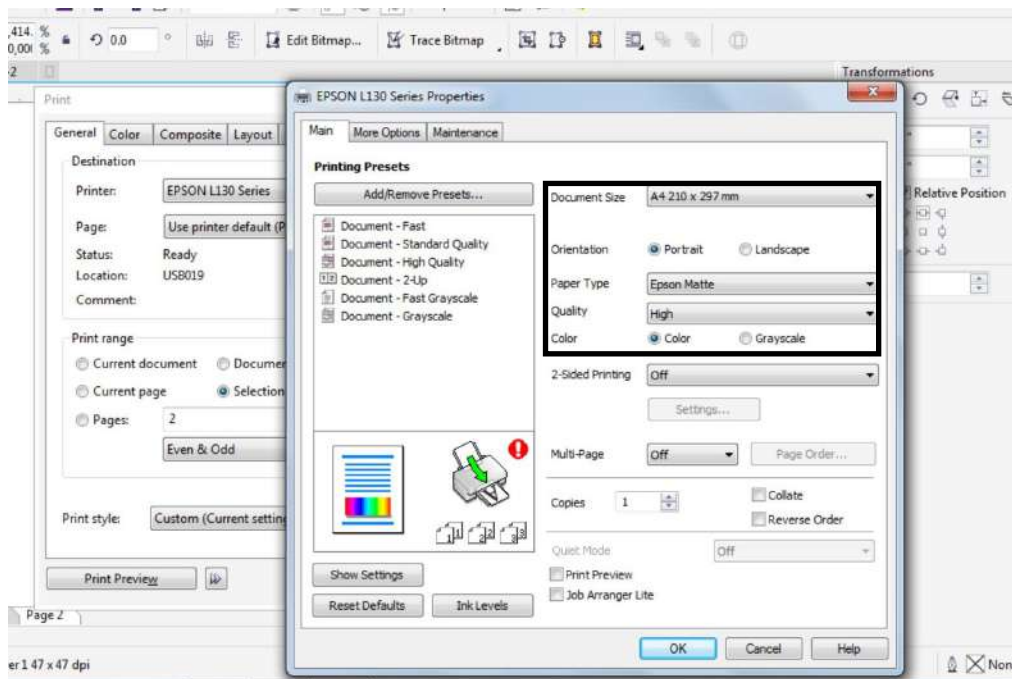 ,414. %
0,00 %
0.0 °
Edit Bitmap...
Trace Bitmap
Transformations
Print
General Color Composite Layout
Destination
Printer: EPSON L130 Series
Page: Use printer default (P
Status: Ready
Location: USB019
Comment:
Print range
Current document Documen
Current page Selection
Pages: 2
Even & Odd
Print style: Custom (Current setting
Print Preview
Page 2
er 1 47 x 47 dpi
EPSON L130 Series Properties
Main More Options Maintenance
Printing Presets
Add/Remove Presets...
Document - Fast
Document - Standard Quality
Document - High Quality
Document - 2-Up
Document - Fast Grayscale
Document - Grayscale
Show Settings
Reset Defaults Ink Levels
Document Size A4 210 x 297 mm
Orientation Portrait Landscape
Paper Type Epson Matte
Quality High
Color Color Grayscale
2-Sided Printing Off
Settings...
Multi-Page Off Page Order...
Copies 1 Collate
Reverse Order
Quiet Mode Off
Print Preview
Job Arranger Lite
OK Cancel Help
Relative Position
Non